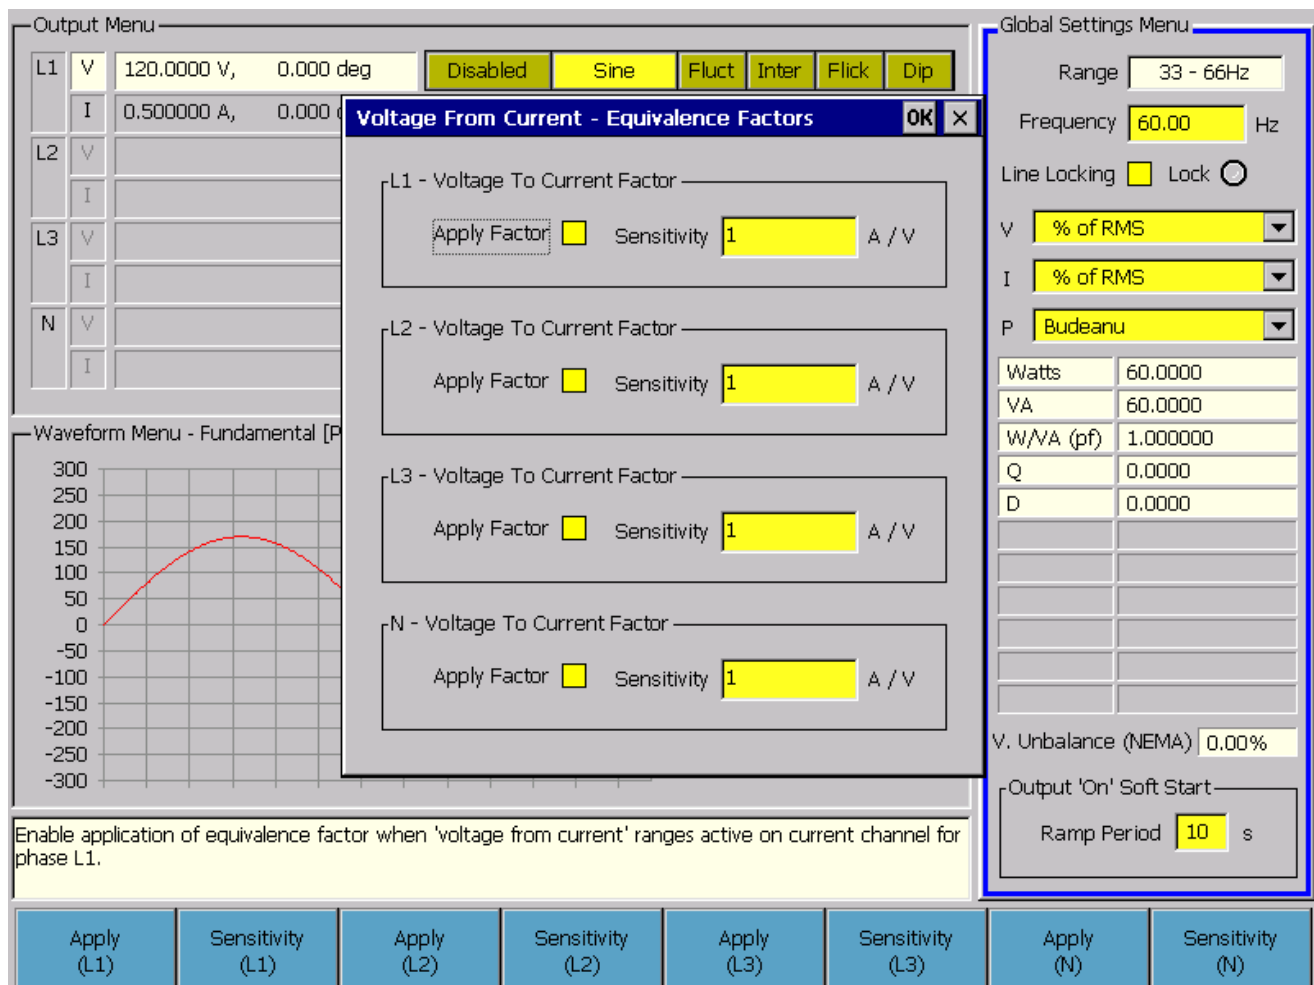 Output Menu
L1 V 120.0000 V, 0.000 deg Disabled Sine Fluct Inter Flick Dip
I 0.500000 A, 0.000
L2 V
I
L3 V
I
N V
I
Voltage From Current - Equivalence Factors OK
L1 - Voltage To Current Factor
Apply Factor Sensitivity 1 A / V
L2 - Voltage To Current Factor
Apply Factor Sensitivity 1 A / V
L3 - Voltage To Current Factor
Apply Factor Sensitivity 1 A / V
N - Voltage To Current Factor
Apply Factor Sensitivity 1 A / V
Waveform Menu - Fundamental [P
300
250
200
150
100
50
0
-50
-100
-150
-200
-250
-300
Global Settings Menu
Range 33 - 66Hz
Frequency 60.00 Hz
Line Locking Lock
V % of RMS
I % of RMS
P Budeanu
Watts 60.0000
VA 60.0000
W/VA (pf) 1.000000
Q 0.0000
D 0.0000
V. Unbalance (NEMA) 0.00%
Output 'On' Soft Start
Ramp Period 10 s
Enable application of equivalence factor when 'voltage from current' ranges active on current channel for
phase L1.
Apply (L1)
Sensitivity (L1)
Apply (L2)
Sensitivity (L2)
Apply (L3)
Sensitivity (L3)
Apply (N)
Sensitivity (N)